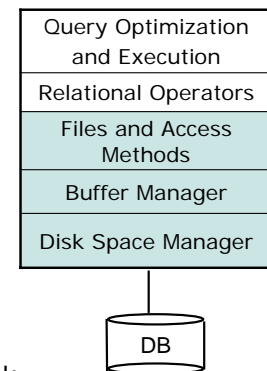 Query Optimization
and Execution
Relational Operators
Files and Access
Methods
Buffer Manager
Disk Space Manager
DB